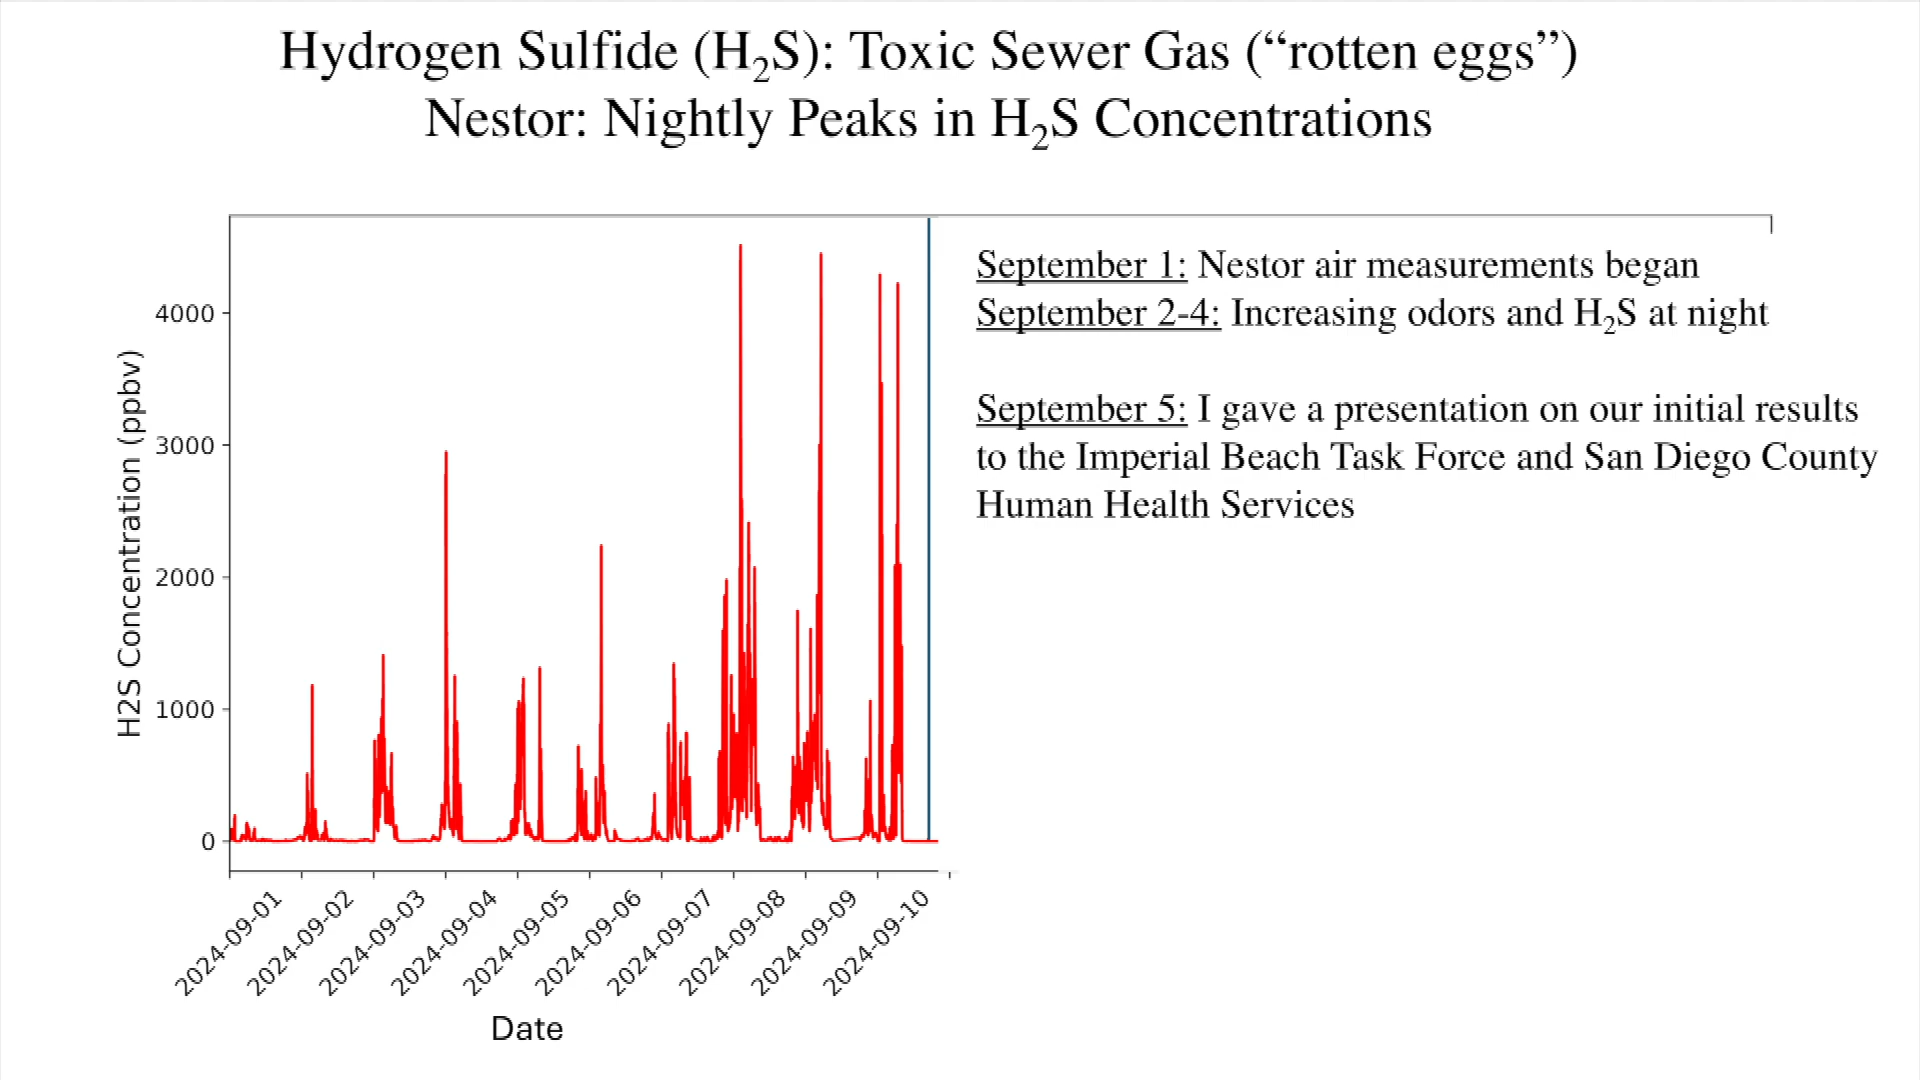 Hydrogen Sulfide (H₂S): Toxic Sewer Gas (“rotten eggs”)
Nestor: Nightly Peaks in H₂S Concentrations
September 1: Nestor air measurements began
September 2-4: Increasing odors and H₂S at night
September 5: I gave a presentation on our initial results
to the Imperial Beach Task Force and San Diego County
Human Health Services
H2S Concentration (ppbv)
4000
3000
2000
1000
0
2024-09-01
2024-09-02
2024-09-03
2024-09-04
2024-09-05
2024-09-06
2024-09-07
2024-09-08
2024-09-09
2024-09-10
Date